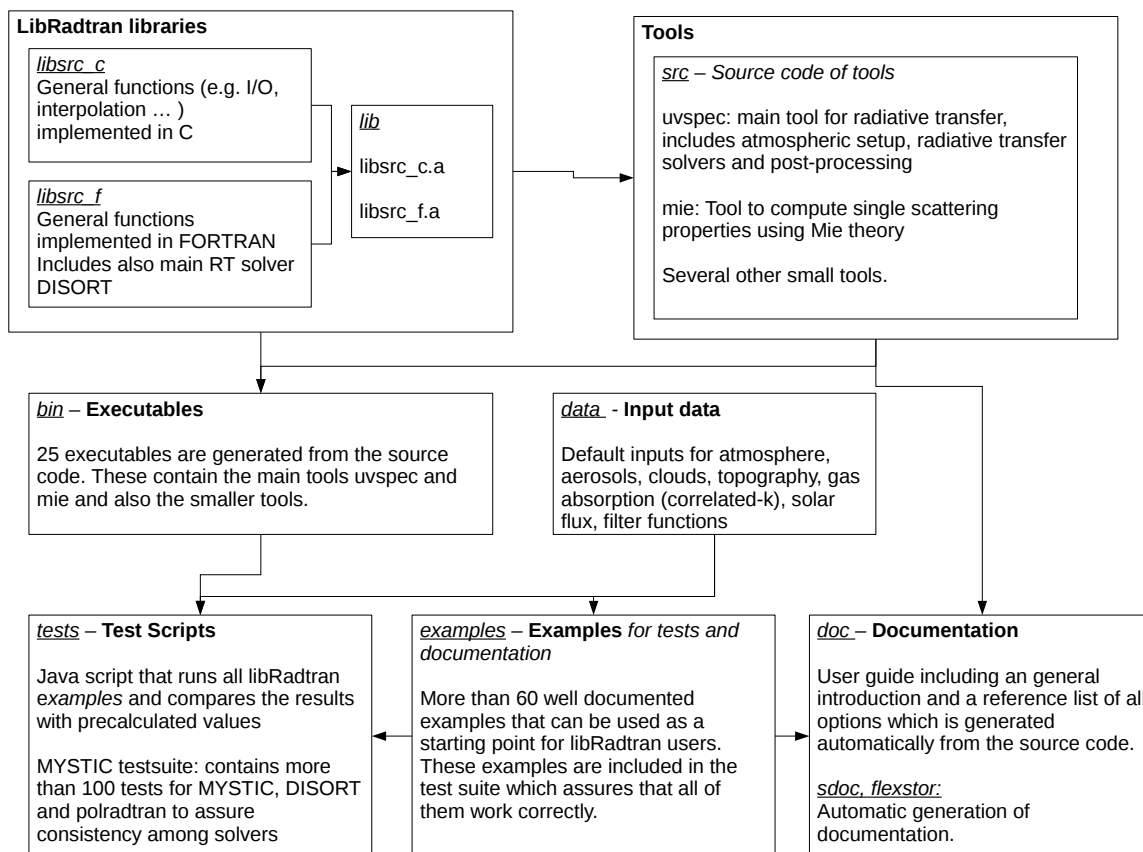 LibRadtran libraries
libsrc_c
General functions (e.g. I/O,
interpolation … )
implemented in C
libsrc_f
General functions
implemented in FORTRAN
Includes also main RT solver
DISORT
lib
libsrc_c.a
libsrc_f.a
Tools
src – Source code of tools
uvspec: main tool for radiative transfer,
includes atmospheric setup, radiative transfer
solvers and post-processing
mie: Tool to compute single scattering
properties using Mie theory
Several other small tools.
bin – Executables
25 executables are generated from the source
code. These contain the main tools uvspec and
mie and also the smaller tools.
data - Input data
Default inputs for atmosphere,
aerosols, clouds, topography, gas
absorption (correlated-k), solar
flux, filter functions
tests – Test Scripts
Java script that runs all libRadtran
examples and compares the results
with precalculated values
MYSTIC testsuite: contains more
than 100 tests for MYSTIC, DISORT
and polradtran to assure
consistency among solvers
examples – Examples for tests and
documentation
More than 60 well documented
examples that can be used as a
starting point for libRadtran users.
These examples are included in the
test suite which assures that all of
them work correctly.
doc – Documentation
User guide including an general
introduction and a reference list of all
options which is generated
automatically from the source code.
sdoc, flexstor:
Automatic generation of
documentation.